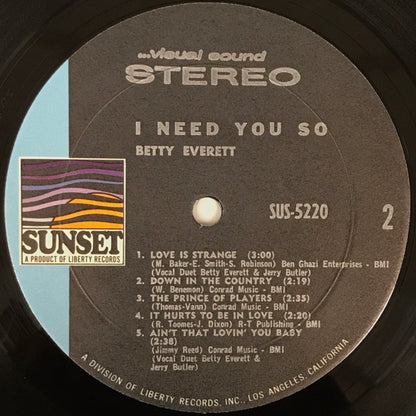 ...visual sound
STEREO
I NEED YOU SO
BETTY EVERETT
SUS-5220
2
SUNSET
A PRODUCT OF LIBERTY RECORDS
1. LOVE IS STRANGE (3:00)
(M. Baker-E. Smith-S. Robinson) Ben Ghazi Enterprises - BMI
(Vocal Duet Betty Everett & Jerry Butler)
2. DOWN IN THE COUNTRY (2:19)
(W. Benemon) Conrad Music - BMI
3. THE PRINCE OF PLAYERS (2:35)
(Thomas-Vann) Conrad Music - BMI
4. IT HURTS TO BE IN LOVE (2:20)
(R. Toomes-J. Dixon) R-T Publishing - BMI
5. AIN'T THAT LOVIN' YOU BABY
(2:38)
(Jimmy Reed) Conrad Music - BMI
(Vocal Duet Betty Everett &
Jerry Butler)
A DIVISION OF LIBERTY RECORDS, INC., LOS ANGELES, CALIFORNIA